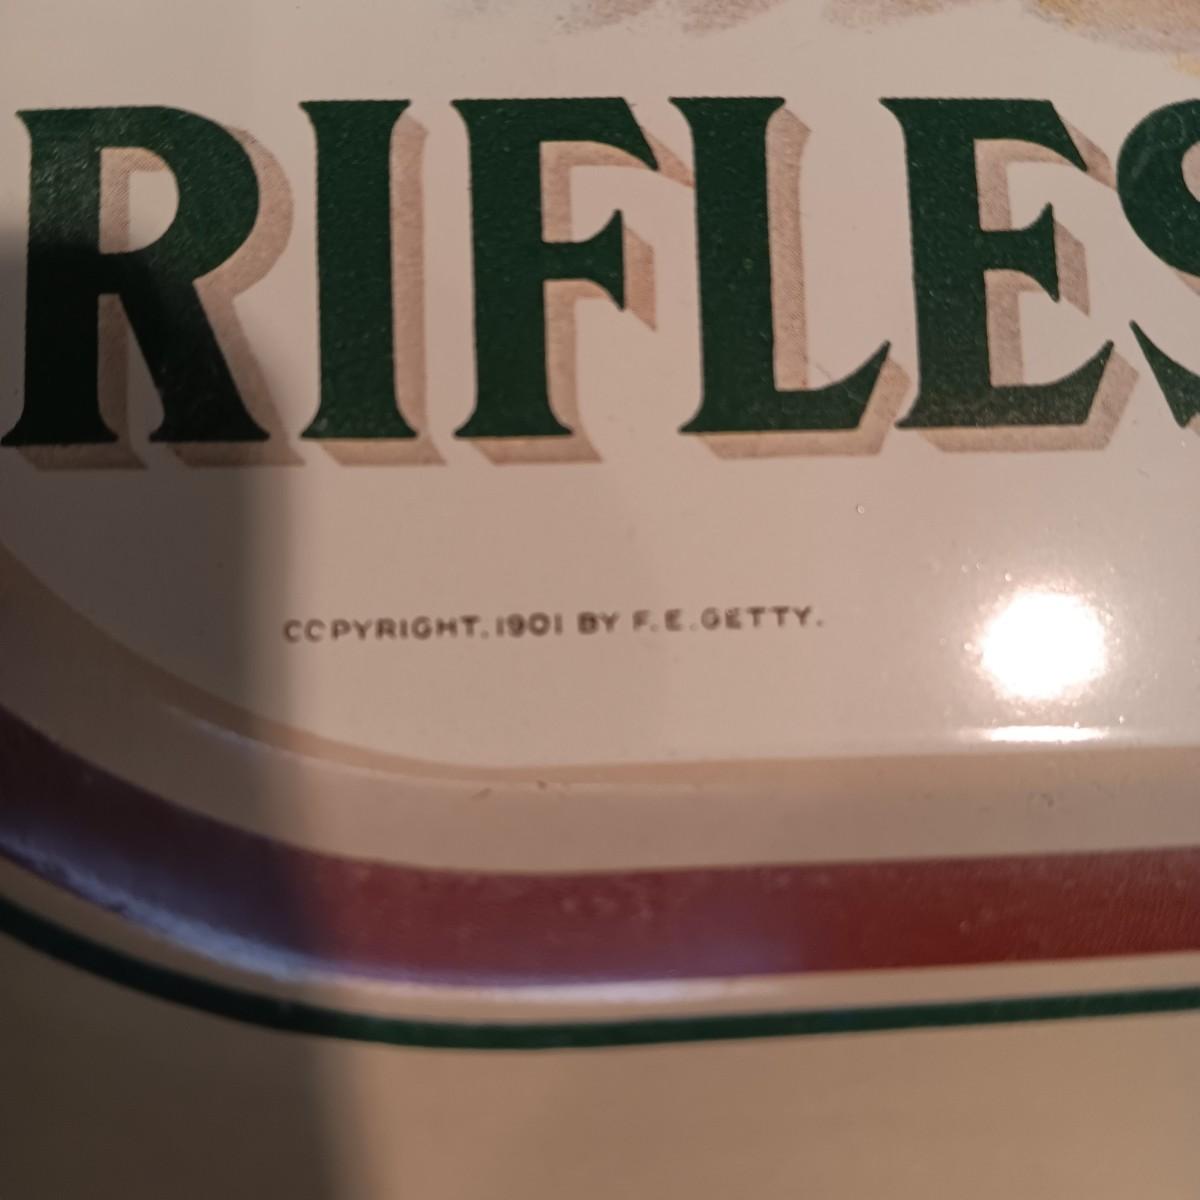 RIFLES
COPYRIGHT. 1901 BY F. E. GETTY.